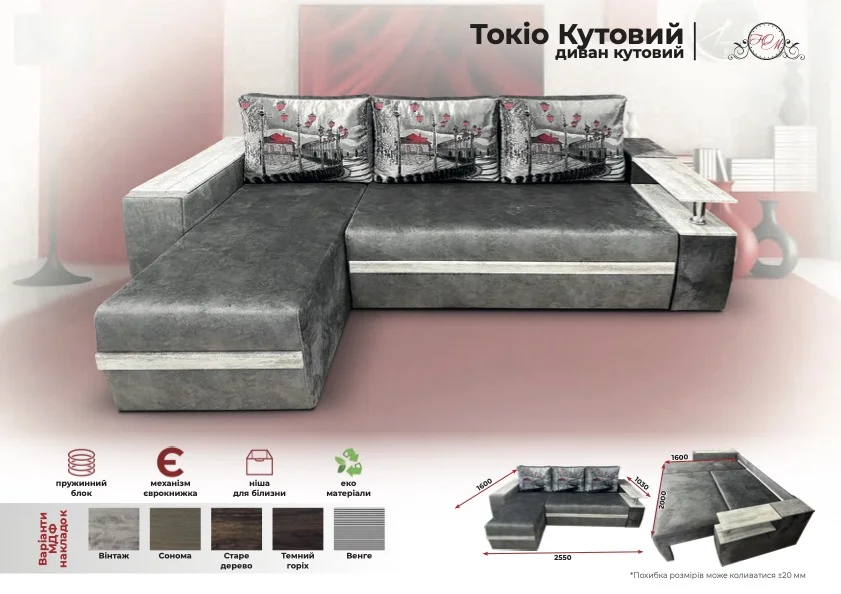 Токіо Кутовий
диван кутовий
ЮМ
пружинний
блок
механізм
єврокнижка
ніша
для білизни
еко
матеріали
Варіанти
МДФ
накладок
Вінтаж
Сонома
Старе
дерево
Темний
горіх
Венге
1600
1030
2550
1600
2000
*Похибка розмірів може коливатися ±20 мм